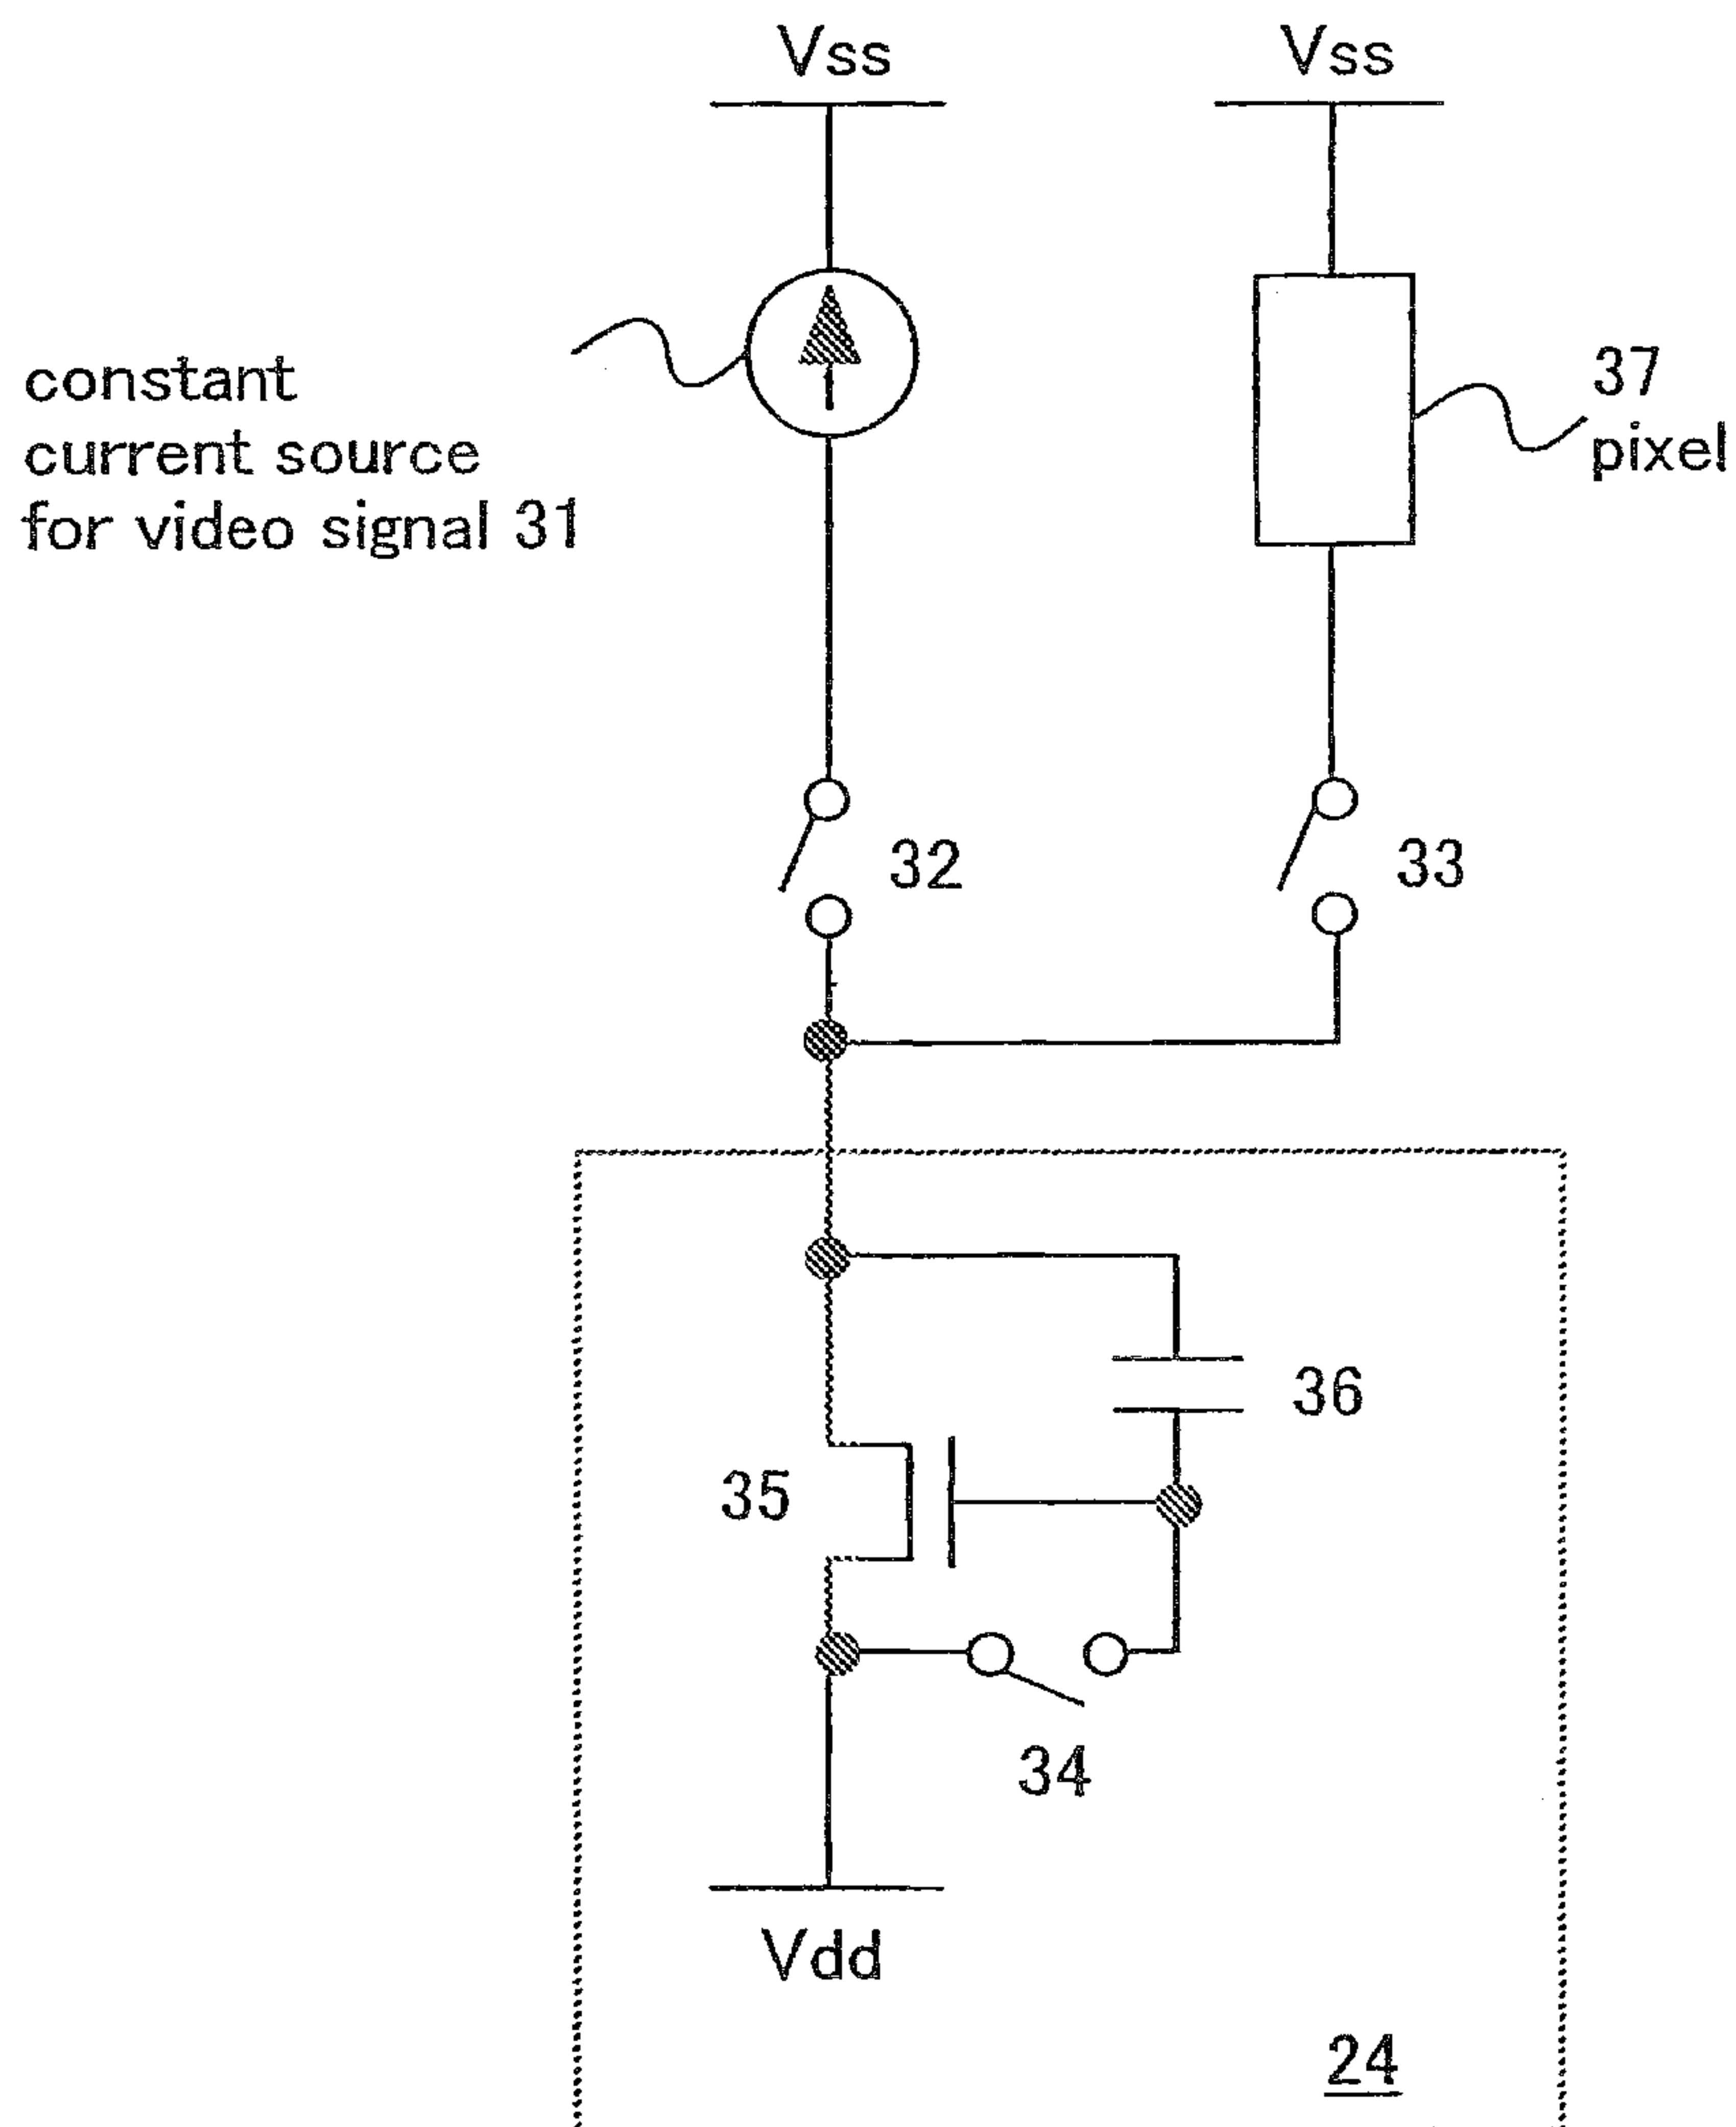 Vss
Vss
constant
current source
for video signal 31
37
pixel
32
33
36
35
34
Vdd
24